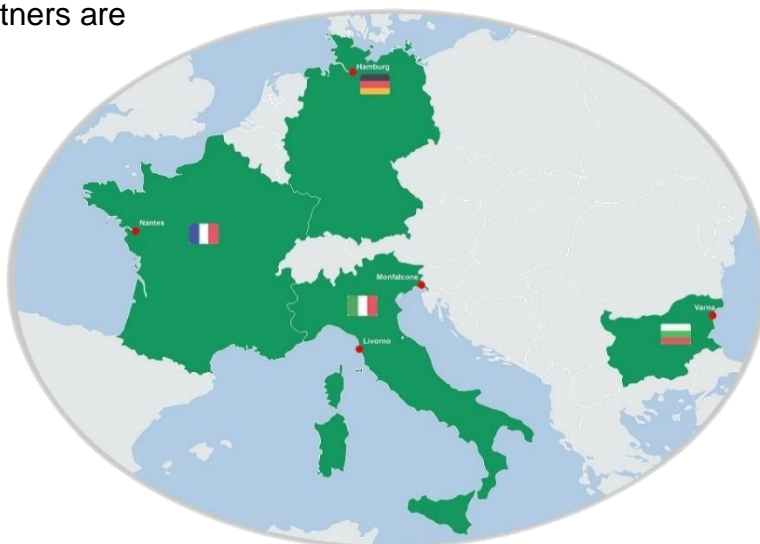 tners are
Hamburg
Nantes
Monfalcone
Varna
Livorno